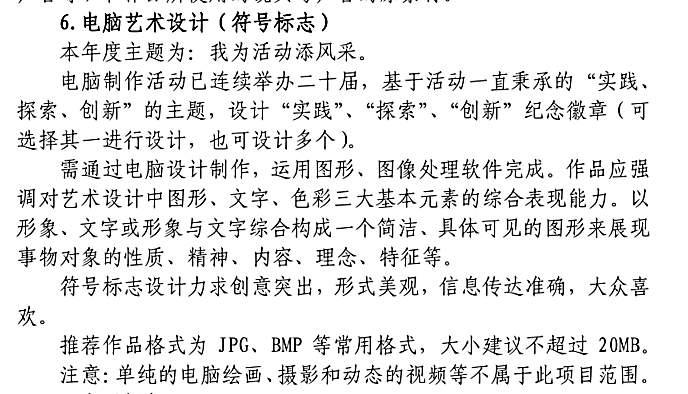 6.电脑艺术设计（符号标志）
本年度主题为：我为活动添风采。
电脑制作活动已连续举办二十届，基于活动一直秉承的“实践、
探索、创新”的主题，设计“实践”、“探索”、“创新”纪念徽章（可
选择其一进行设计，也可设计多个）。
需通过电脑设计制作，运用图形、图像处理软件完成。作品应强
调对艺术设计中图形、文字、色彩三大基本元素的综合表现能力。以
形象、文字或形象与文字综合构成一个简洁、具体可见的图形来展现
事物对象的性质、精神、内容、理念、特征等。
符号标志设计力求创意突出，形式美观，信息传达准确，大众喜
欢。
推荐作品格式为 JPG、BMP 等常用格式，大小建议不超过 20MB。
注意：单纯的电脑绘画、摄影和动态的视频等不属于此项目范围。